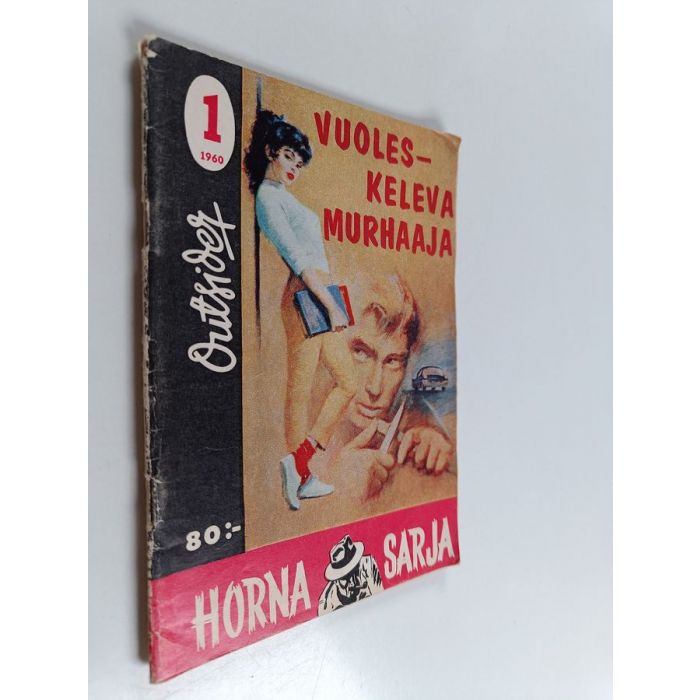 1
1960
Outsider
VUOLES-
KELEVA
MURHAAJA
80:-
HORNA SARJA